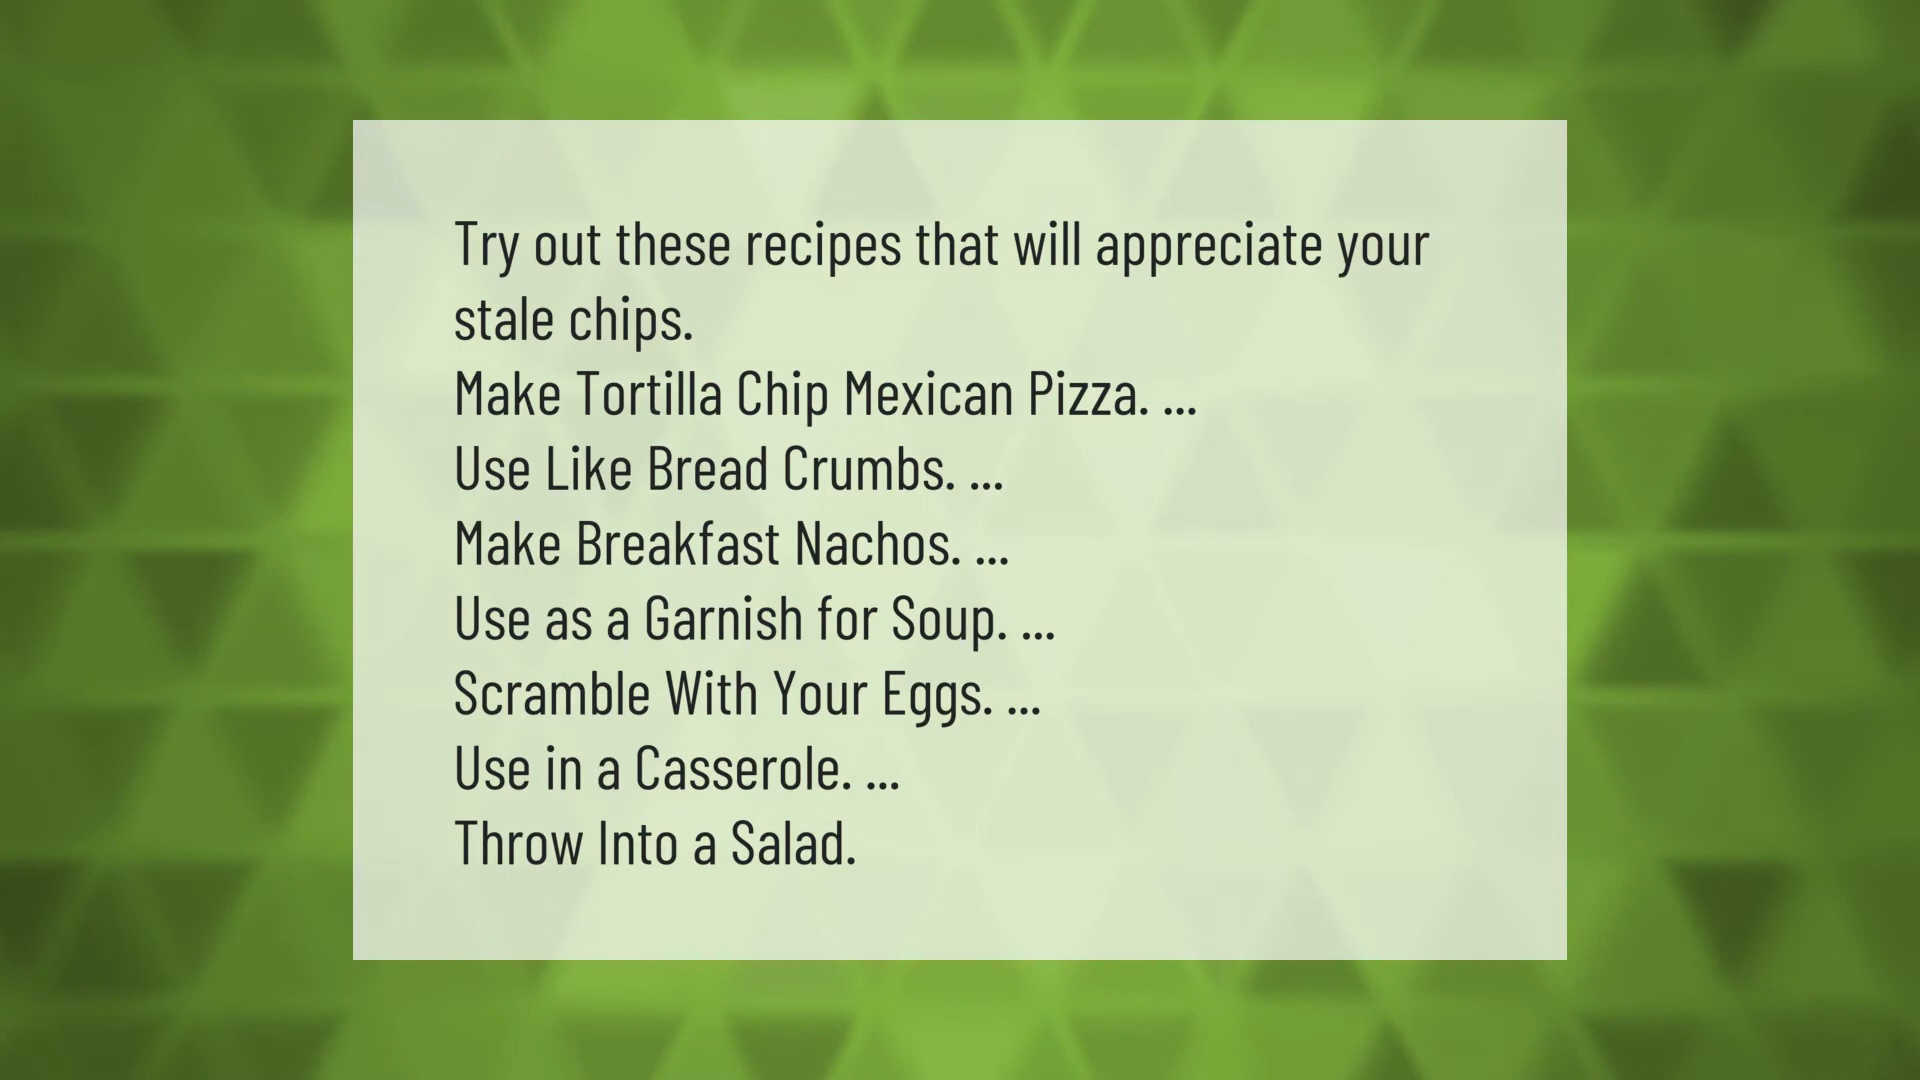 Try out these recipes that will appreciate your
stale chips.
Make Tortilla Chip Mexican Pizza. ...
Use Like Bread Crumbs. ...
Make Breakfast Nachos. ...
Use as a Garnish for Soup. ...
Scramble With Your Eggs. ...
Use in a Casserole. ...
Throw Into a Salad.